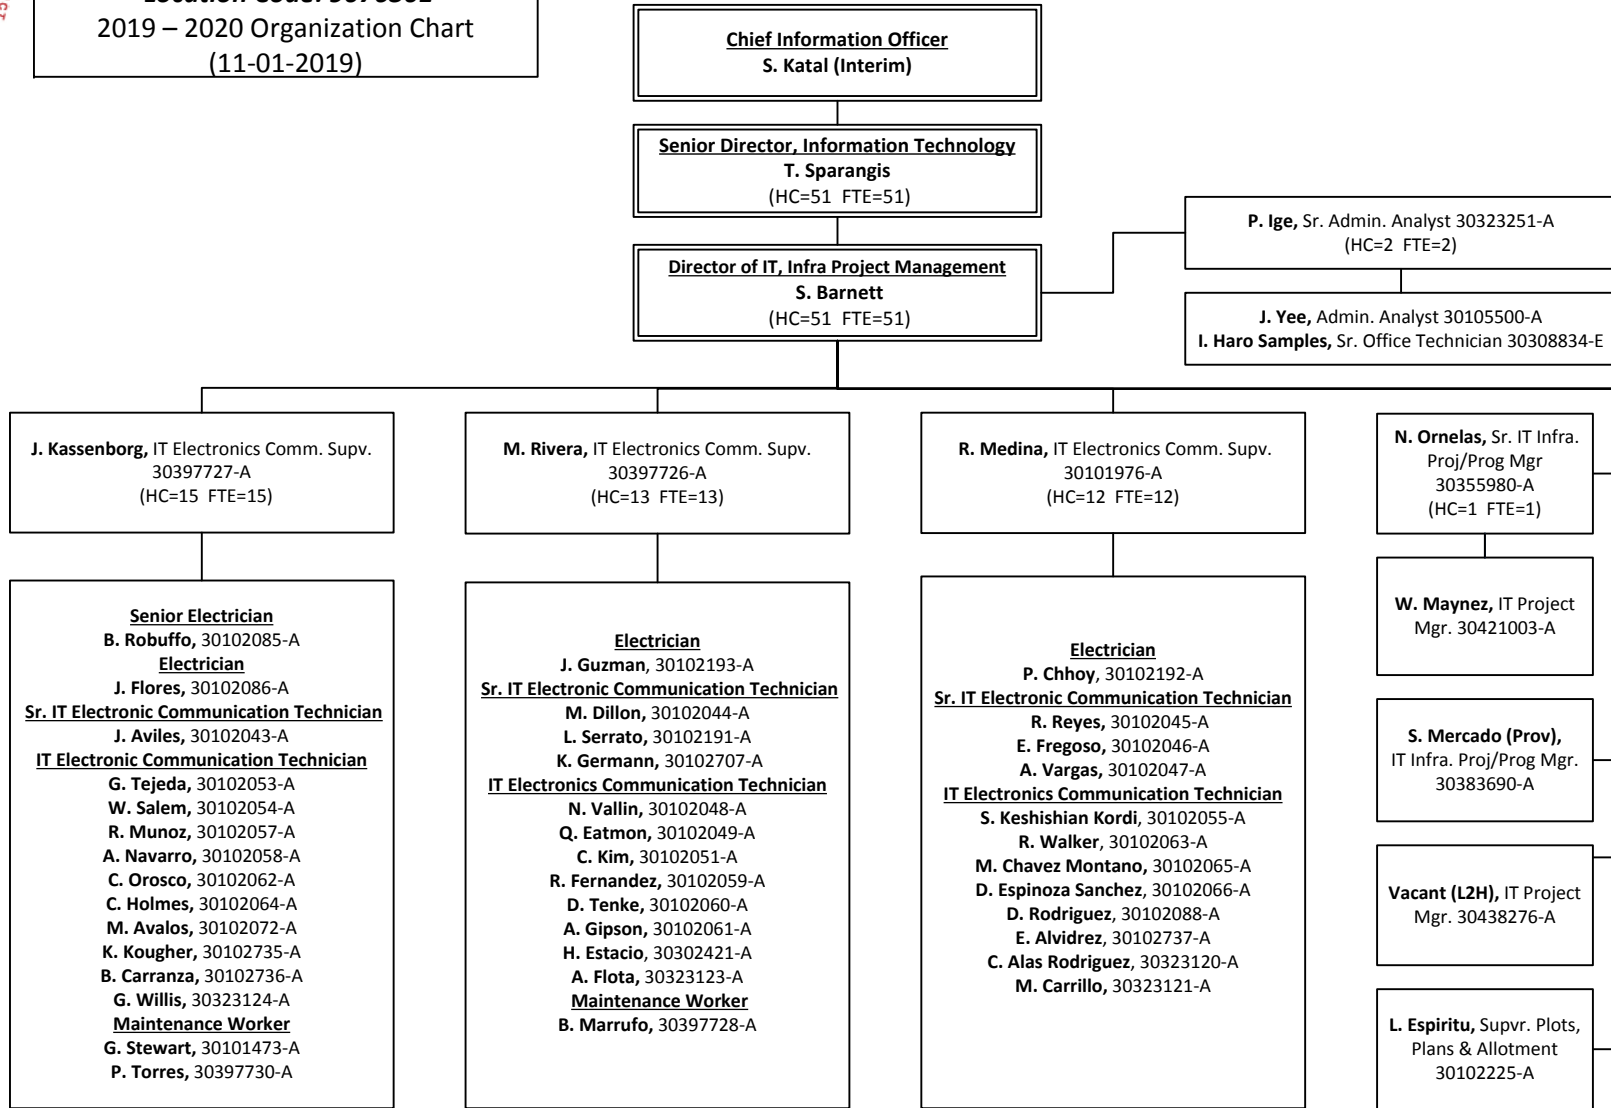 2019 – 2020 Organization Chart
(11-01-2019)
Chief Information Officer
S. Katal (Interim)
Senior Director, Information Technology
T. Sparangis
(HC=51 FTE=51)
Director of IT, Infra Project Management
S. Barnett
(HC=51 FTE=51)
P. Ige, Sr. Admin. Analyst 30323251-A
(HC=2 FTE=2)
J. Yee, Admin. Analyst 30105500-A
I. Haro Samples, Sr. Office Technician 30308834-E
J. Kassenborg, IT Electronics Comm. Supv.
30397727-A
(HC=15 FTE=15)
M. Rivera, IT Electronics Comm. Supv.
30397726-A
(HC=13 FTE=13)
R. Medina, IT Electronics Comm. Supv.
30101976-A
(HC=12 FTE=12)
N. Ornelas, Sr. IT Infra.
Proj/Prog Mgr
30355980-A
(HC=1 FTE=1)
Senior Electrician
B. Robuffo, 30102085-A
Electrician
J. Flores, 30102086-A
Sr. IT Electronic Communication Technician
J. Aviles, 30102043-A
IT Electronic Communication Technician
G. Tejeda, 30102053-A
W. Salem, 30102054-A
R. Munoz, 30102057-A
A. Navarro, 30102058-A
C. Orosco, 30102062-A
C. Holmes, 30102064-A
M. Avalos, 30102072-A
K. Kougher, 30102735-A
B. Carranza, 30102736-A
G. Willis, 30323124-A
Maintenance Worker
G. Stewart, 30101473-A
P. Torres, 30397730-A
Electrician
J. Guzman, 30102193-A
Sr. IT Electronic Communication Technician
M. Dillon, 30102044-A
L. Serrato, 30102191-A
K. Germann, 30102707-A
IT Electronics Communication Technician
N. Vallin, 30102048-A
Q. Eatmon, 30102049-A
C. Kim, 30102051-A
R. Fernandez, 30102059-A
D. Tenke, 30102060-A
A. Gipson, 30102061-A
H. Estacio, 30302421-A
A. Flota, 30323123-A
Maintenance Worker
B. Marrufo, 30397728-A
Electrician
P. Chhoy, 30102192-A
Sr. IT Electronic Communication Technician
R. Reyes, 30102045-A
E. Fregoso, 30102046-A
A. Vargas, 30102047-A
IT Electronics Communication Technician
S. Keshishian Kordi, 30102055-A
R. Walker, 30102063-A
M. Chavez Montano, 30102065-A
D. Espinoza Sanchez, 30102066-A
D. Rodriguez, 30102088-A
E. Alvidrez, 30102737-A
C. Alas Rodriguez, 30323120-A
M. Carrillo, 30323121-A
W. Maynez, IT Project
Mgr. 30421003-A
S. Mercado (Prov),
IT Infra. Proj/Prog Mgr.
30383690-A
Vacant (L2H), IT Project
Mgr. 30438276-A
L. Espiritu, Supvr. Plots,
Plans & Allotment
30102225-A